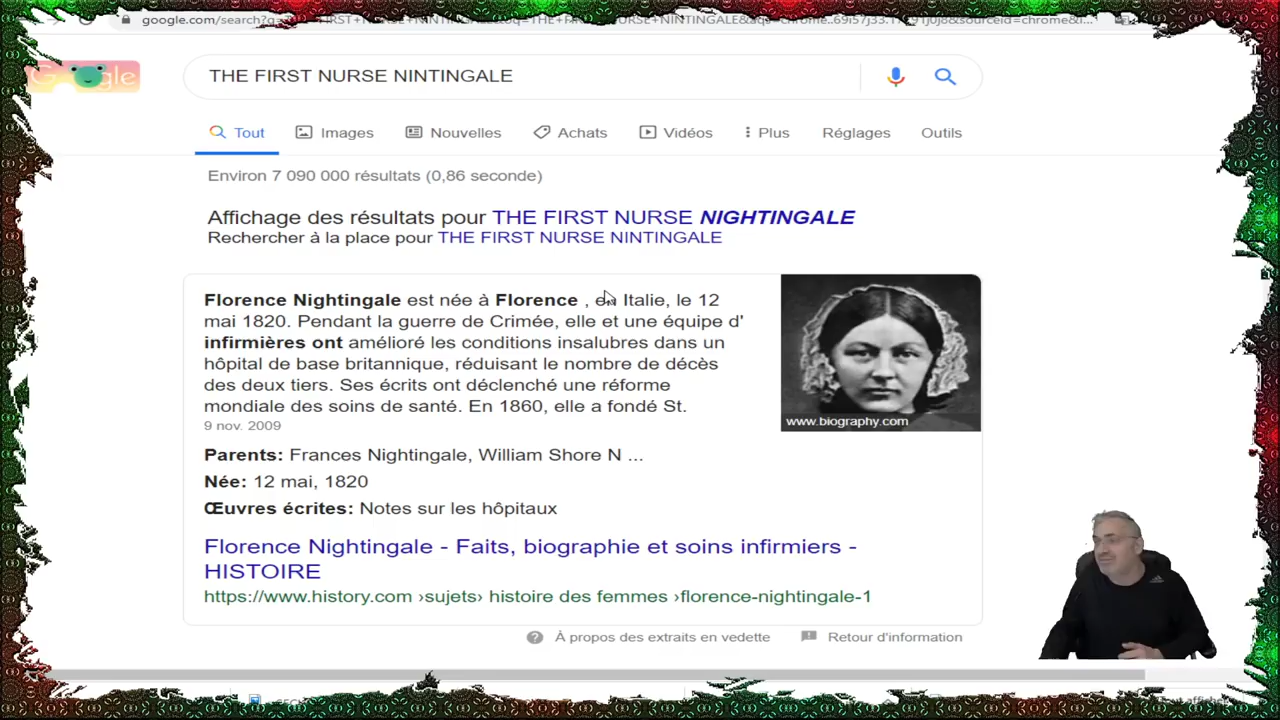 Google
THE FIRST NURSE NINTINGALE
Tout Images Nouvelles Achats Vidéos Plus Réglages Outils
Environ 7 090 000 résultats (0,86 seconde)
Affichage des résultats pour THE FIRST NURSE NIGHTINGALE
Rechercher à la place pour THE FIRST NURSE NINTINGALE
Florence Nightingale est née à Florence , en Italie, le 12
mai 1820. Pendant la guerre de Crimée, elle et une équipe d'
infirmières ont amélioré les conditions insalubres dans un
hôpital de base britannique, réduisant le nombre de décès
des deux tiers. Ses écrits ont déclenché une réforme
mondiale des soins de santé. En 1860, elle a fondé St.
9 nov. 2009
www.biography.com
Parents: Frances Nightingale, William Shore N ...
Née: 12 mai, 1820
Œuvres écrites: Notes sur les hôpitaux
Florence Nightingale - Faits, biographie et soins infirmiers -
HISTOIRE
https://www.history.com ›sujets› histoire des femmes ›florence-nightingale-1
À propos des extraits en vedette Retour d'information